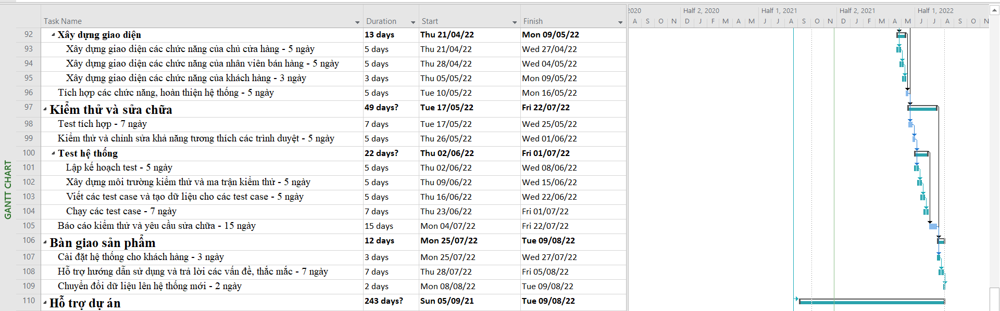 2020 Half 2, 2020 Half 1, 2021 Half 2, 2021 Half 1, 2022
Task Name Duration Start Finish A S O N D J F M A M J J A S O N D J F M A M J J A S O N
92 Xây dựng giao diện 13 days Thu 21/04/22 Mon 09/05/22
93 Xây dựng giao diện các chức năng của chủ cửa hàng - 5 ngày 5 days Thu 21/04/22 Wed 27/04/22
94 Xây dựng giao diện các chức năng của nhân viên bán hàng - 5 ngày 5 days Thu 28/04/22 Wed 04/05/22
95 Xây dựng giao diện các chức năng của khách hàng - 3 ngày 3 days Thu 05/05/22 Mon 09/05/22
96 Tích hợp các chức năng, hoàn thiện hệ thống - 5 ngày 5 days Tue 10/05/22 Mon 16/05/22
97 Kiểm thử và sửa chữa 49 days? Tue 17/05/22 Fri 22/07/22
98 Test tích hợp - 7 ngày 7 days Tue 17/05/22 Wed 25/05/22
99 Kiểm thử và chỉnh sửa khả năng tương thích các trình duyệt - 5 ngày 5 days Thu 26/05/22 Wed 01/06/22
100 Test hệ thống 22 days? Thu 02/06/22 Fri 01/07/22
101 Lập kế hoạch test - 5 ngày 5 days Thu 02/06/22 Wed 08/06/22
102 Xây dựng môi trường kiểm thử và ma trận kiểm thử - 5 ngày 5 days Thu 09/06/22 Wed 15/06/22
103 Viết các test case và tạo dữ liệu cho các test case - 5 ngày 5 days Thu 16/06/22 Wed 22/06/22
104 Chạy các test case - 7 ngày 7 days Thu 23/06/22 Fri 01/07/22
105 Báo cáo kiểm thử và yêu cầu sửa chữa - 15 ngày 15 days Mon 04/07/22 Fri 22/07/22
106 Bàn giao sản phẩm 12 days Mon 25/07/22 Tue 09/08/22
107 Cài đặt hệ thống cho khách hàng - 3 ngày 3 days Mon 25/07/22 Wed 27/07/22
108 Hỗ trợ hướng dẫn sử dụng và trả lời các vấn đề, thắc mắc - 7 ngày 7 days Thu 28/07/22 Fri 05/08/22
109 Chuyển đổi dữ liệu lên hệ thống mới - 2 ngày 2 days Mon 08/08/22 Tue 09/08/22
110 Hỗ trợ dự án 243 days? Sun 05/09/21 Tue 09/08/22
GANTT CHART